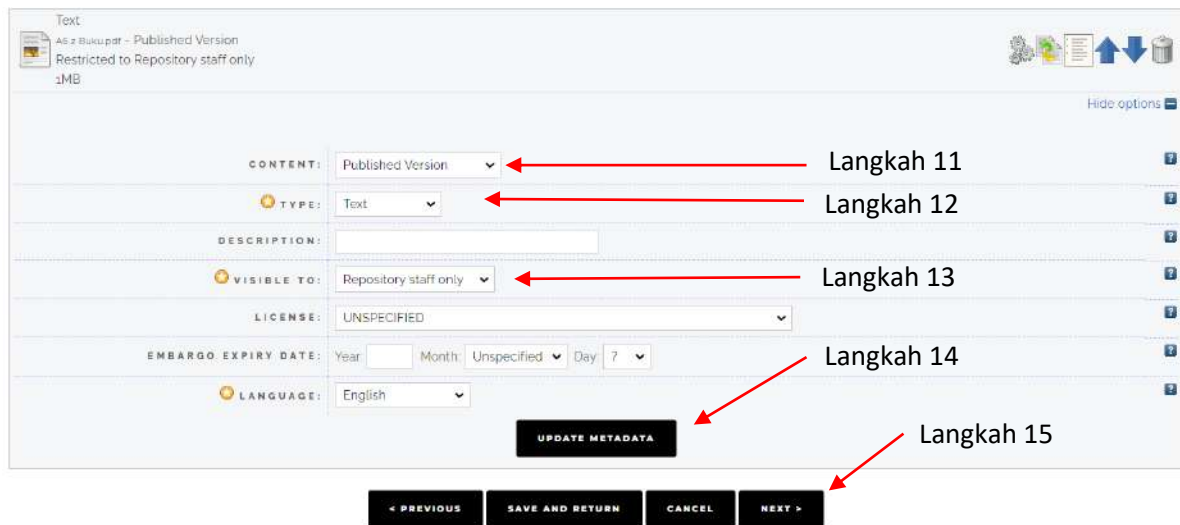 Text
A6 z Buku.pdf - Published Version
Restricted to Repository staff only
1MB
Hide options
CONTENT: Published Version Langkah 11
TYPE: Text Langkah 12
DESCRIPTION:
VISIBLE TO: Repository staff only Langkah 13
LICENSE: UNSPECIFIED
EMBARGO EXPIRY DATE: Year: Month: Unspecified Day: ? Langkah 14
LANGUAGE: English
UPDATE METADATA Langkah 15
< PREVIOUS SAVE AND RETURN CANCEL NEXT >